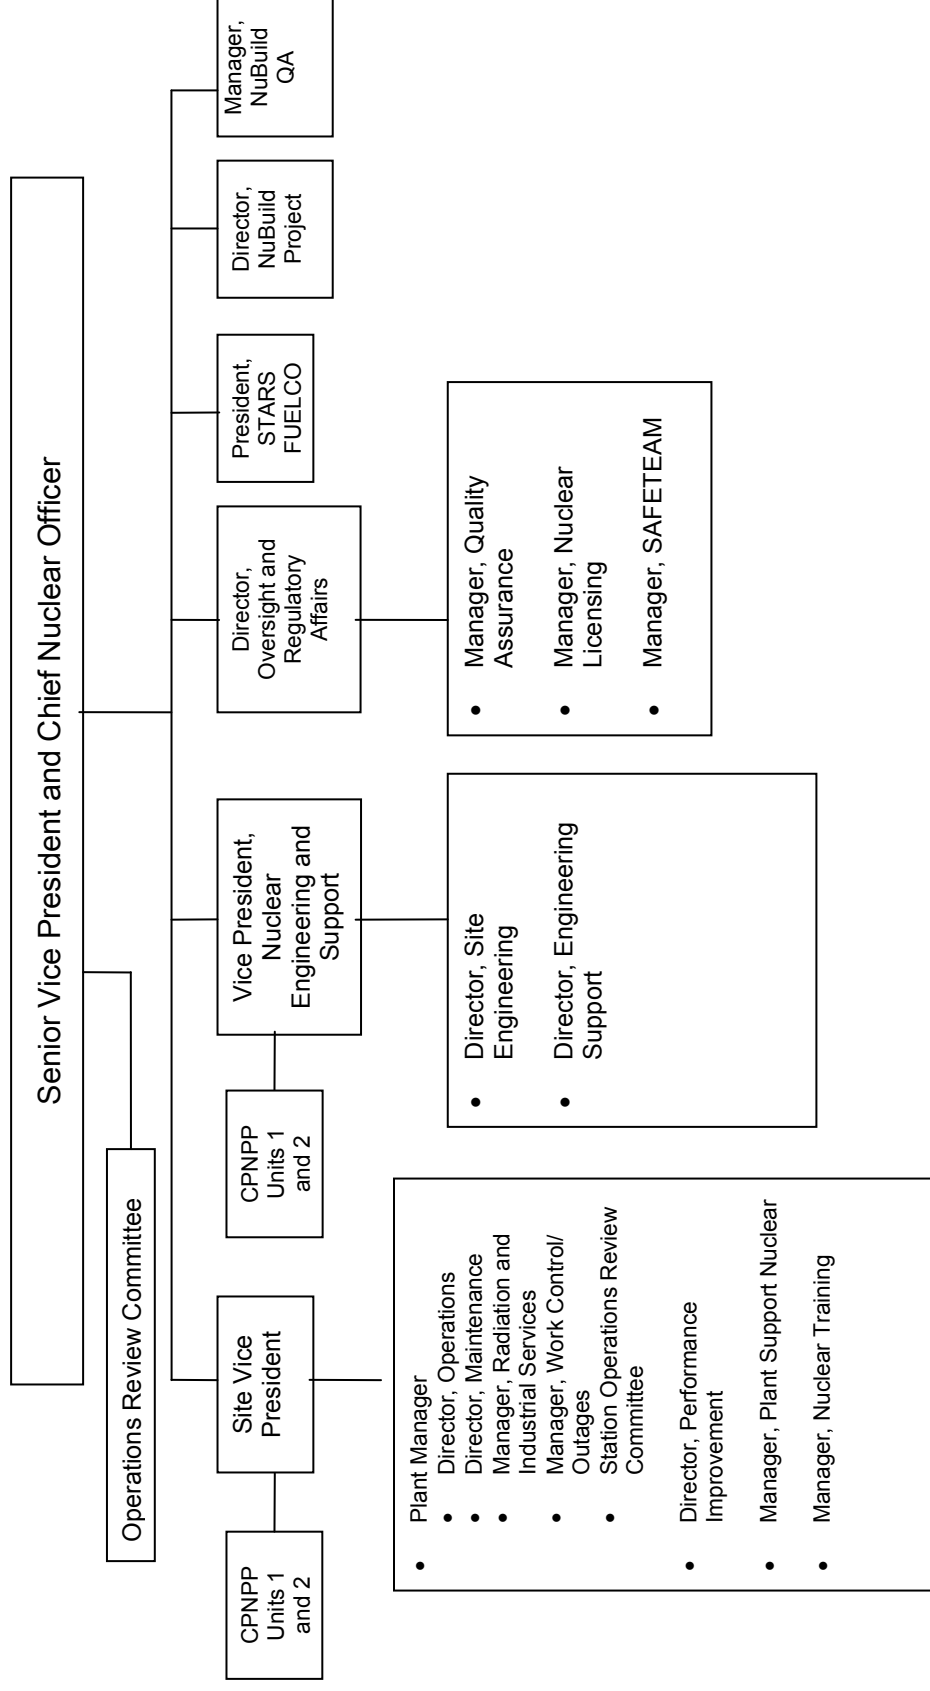 Senior Vice President and Chief Nuclear Officer
Operations Review Committee
CPNPP
Units 1
and 2
Site Vice
President
CPNPP
Units 1
and 2
Vice President,
Nuclear
Engineering and
Support
Director,
Oversight and
Regulatory
Affairs
President,
STARS
FUELCO
Director,
NuBuild
Project
Manager,
NuBuild
QA
• Plant Manager
• Director, Operations
• Director, Maintenance
• Manager, Radiation and
Industrial Services
• Manager, Work Control/
Outages
• Station Operations Review
Committee
• Director, Performance
Improvement
• Manager, Plant Support Nuclear
• Manager, Nuclear Training
• Director, Site
Engineering
• Director, Engineering
Support
• Manager, Quality
Assurance
• Manager, Nuclear
Licensing
• Manager, SAFETEAM